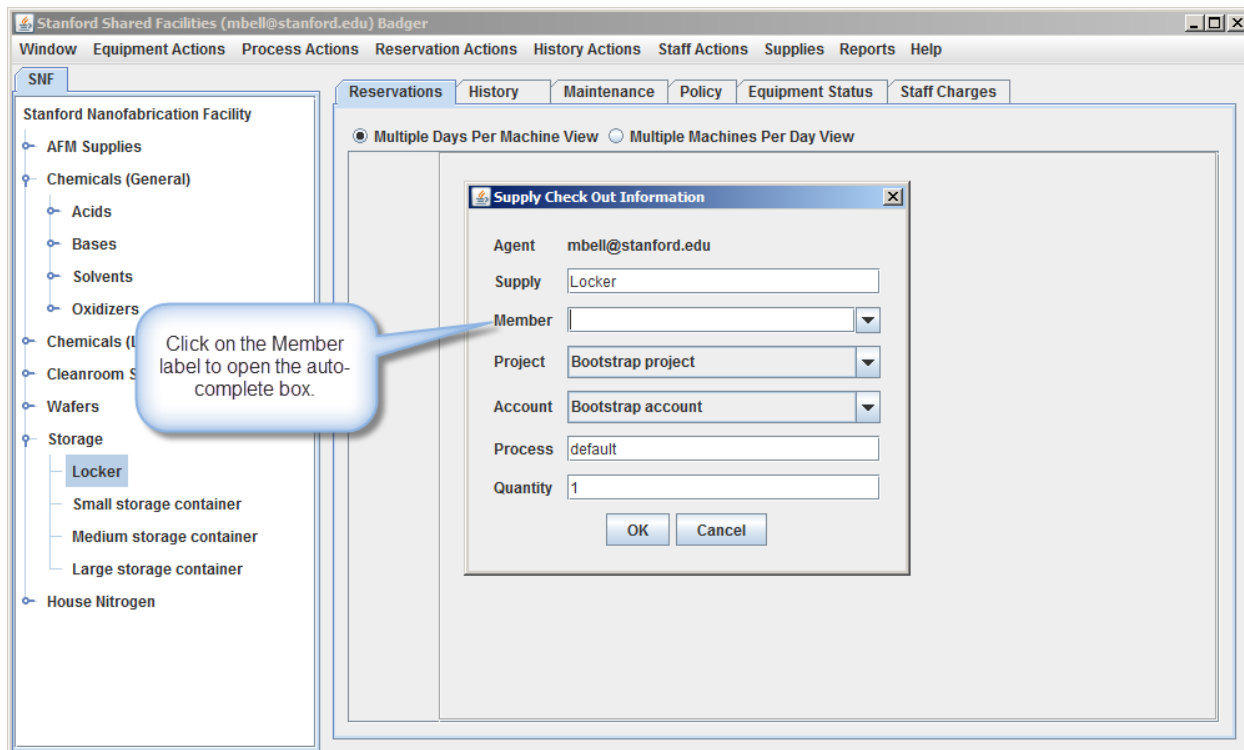 Stanford Shared Facilities (mbell@stanford.edu) Badger
Window Equipment Actions Process Actions Reservation Actions History Actions Staff Actions Supplies Reports Help
SNF
Stanford Nanofabrication Facility
AFM Supplies
Chemicals (General)
Acids
Bases
Solvents
Oxidizers
Chemicals (
Cleanroom S
Wafers
Storage
Locker
Small storage container
Medium storage container
Large storage container
House Nitrogen
Click on the Member
label to open the auto-
complete box.
Reservations History Maintenance Policy Equipment Status Staff Charges
Multiple Days Per Machine View Multiple Machines Per Day View
Supply Check Out Information
Agent mbell@stanford.edu
Supply Locker
Member
Project Bootstrap project
Account Bootstrap account
Process default
Quantity 1
OK Cancel